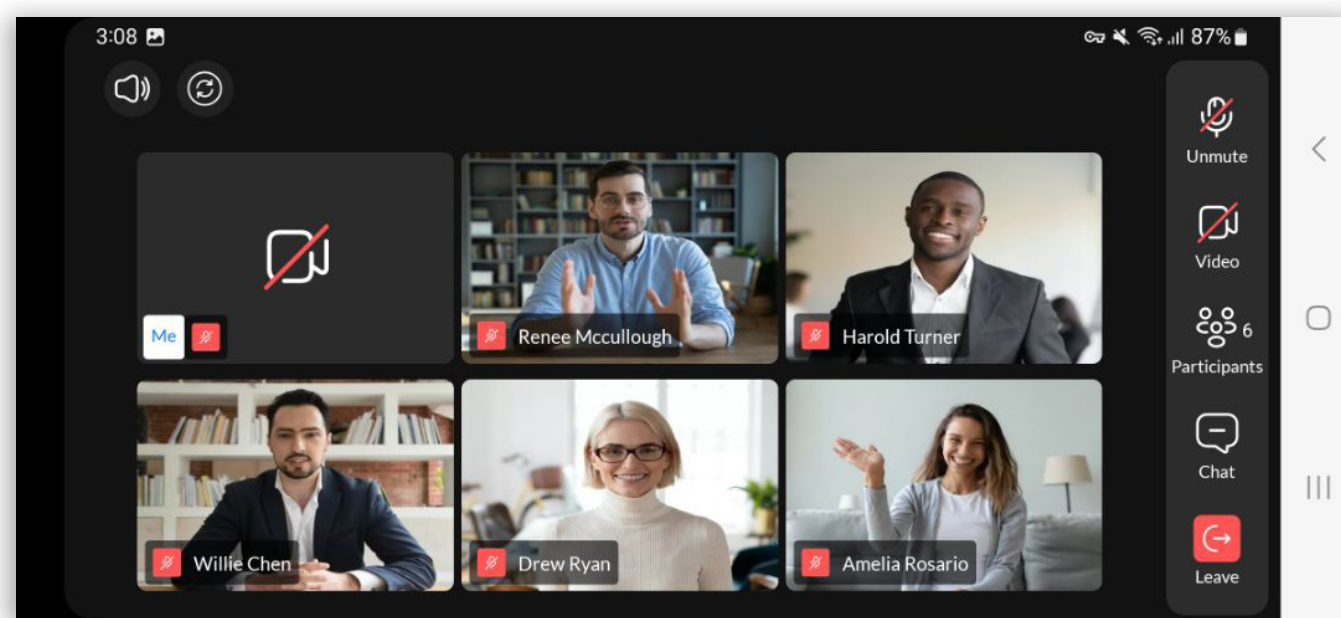 3:08
87%
Unmute
Video
6
Participants
Chat
Leave
Me
Renee Mccullough
Harold Turner
Willie Chen
Drew Ryan
Amelia Rosario